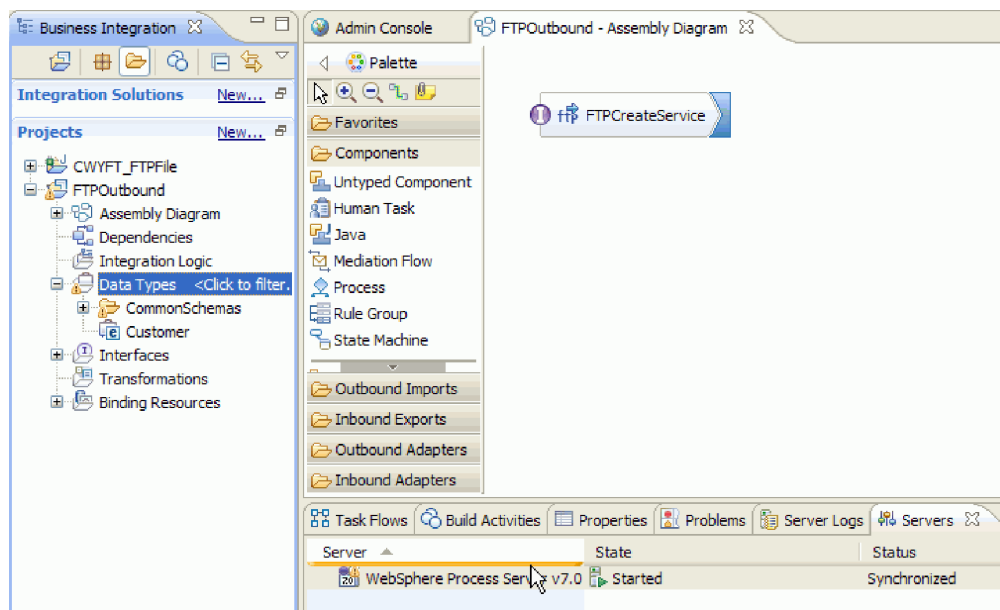 Business Integration
Integration Solutions New...
Projects New...
CWYFT_FTPFile
FTPOutbound
Assembly Diagram
Dependencies
Integration Logic
Data Types <Click to filter.
CommonSchemas
Customer
Interfaces
Transformations
Binding Resources
Admin Console
FTPOutbound - Assembly Diagram
Palette
Favorites
Components
Untyped Component
Human Task
Java
Mediation Flow
Process
Rule Group
State Machine
Outbound Imports
Inbound Exports
Outbound Adapters
Inbound Adapters
FTPCreateService
Task Flows Build Activities Properties Problems Server Logs Servers
Server State Status
WebSphere Process Server v7.0 Started Synchronized